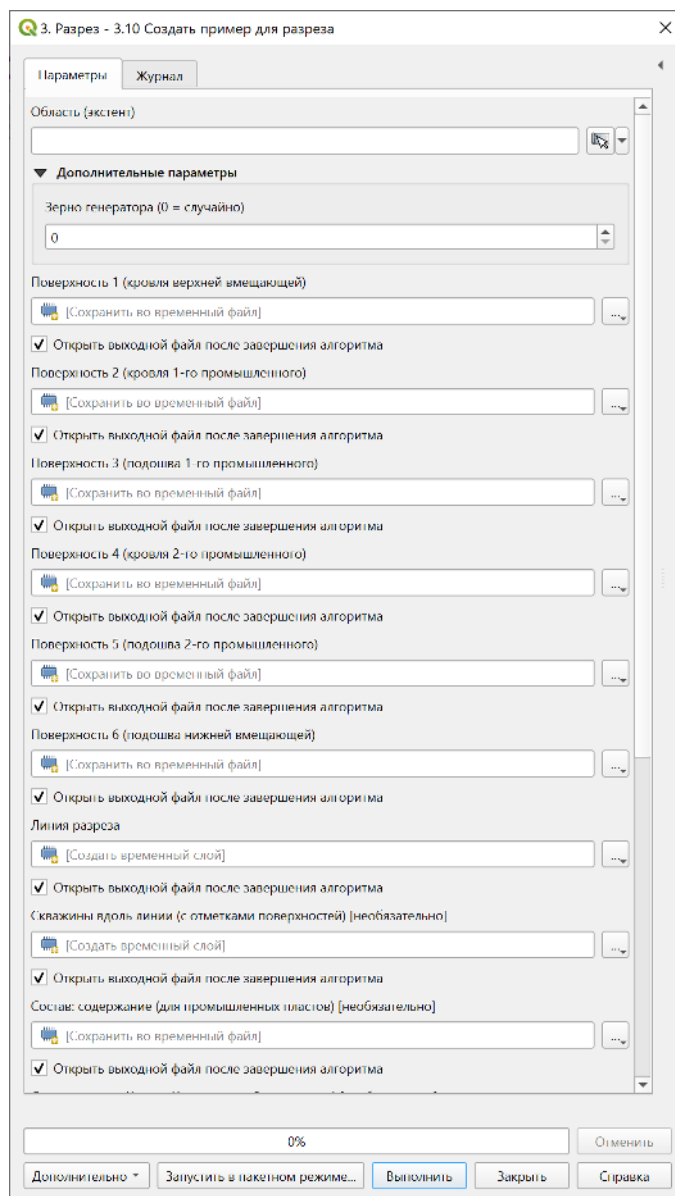 3. Разрез - 3.10 Создать пример для разреза
Параметры
Журнал
Область (экстент)
Дополнительные параметры
Зерно генератора (0 = случайно)
0
Поверхность 1 (кровля верхней вмещающей)
[Сохранить во временный файл]
...
Открыть выходной файл после завершения алгоритма
Поверхность 2 (кровля 1-го промышленного)
[Сохранить во временный файл]
...
Открыть выходной файл после завершения алгоритма
Поверхность 3 (подошва 1-го промышленного)
[Сохранить во временный файл]
...
Открыть выходной файл после завершения алгоритма
Поверхность 4 (кровля 2-го промышленного)
[Сохранить во временный файл]
...
Открыть выходной файл после завершения алгоритма
Поверхность 5 (подошва 2-го промышленного)
[Сохранить во временный файл]
...
Открыть выходной файл после завершения алгоритма
Поверхность 6 (подошва нижней вмещающей)
[Сохранить во временный файл]
...
Открыть выходной файл после завершения алгоритма
Линия разреза
[Создать временный слой]
...
Открыть выходной файл после завершения алгоритма
Скважины вдоль линии (с отметками поверхностей) [необязательно]
[Создать временный слой]
...
Открыть выходной файл после завершения алгоритма
Состав: содержание (для промышленных пластов) [необязательно]
[Сохранить во временный файл]
...
Открыть выходной файл после завершения алгоритма
0%
Отменить
Дополнительно
Запустить в пакетном режиме...
Выполнить
Закрыть
Справка